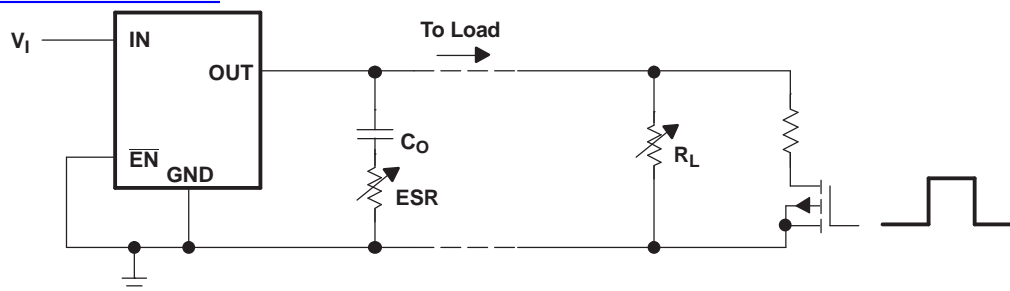 V_I
IN
OUT
EN
GND
To Load
C_O
ESR
R_L